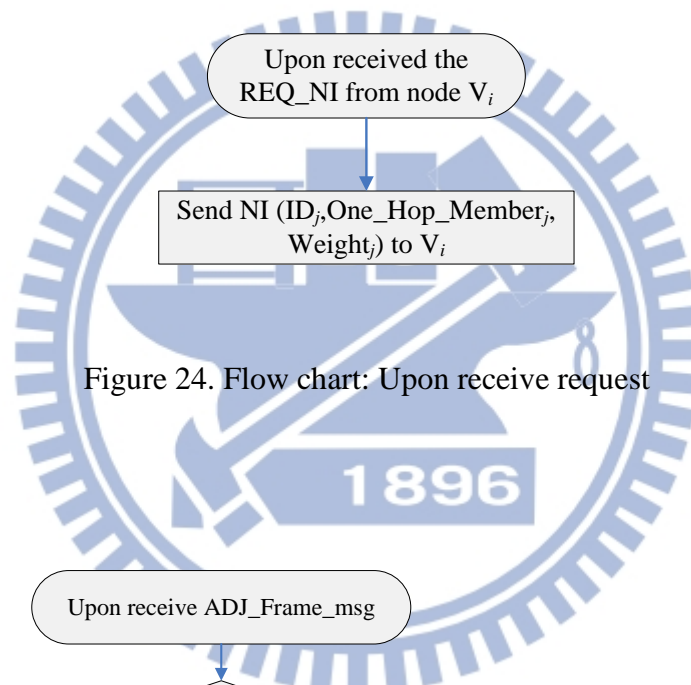 Upon received the
REQ_NI from node Vi
Send NI (IDj,One_Hop_Memberj,
Weightj) to Vi
Figure 24. Flow chart: Upon receive request
1896
Upon receive ADJ_Frame_msg